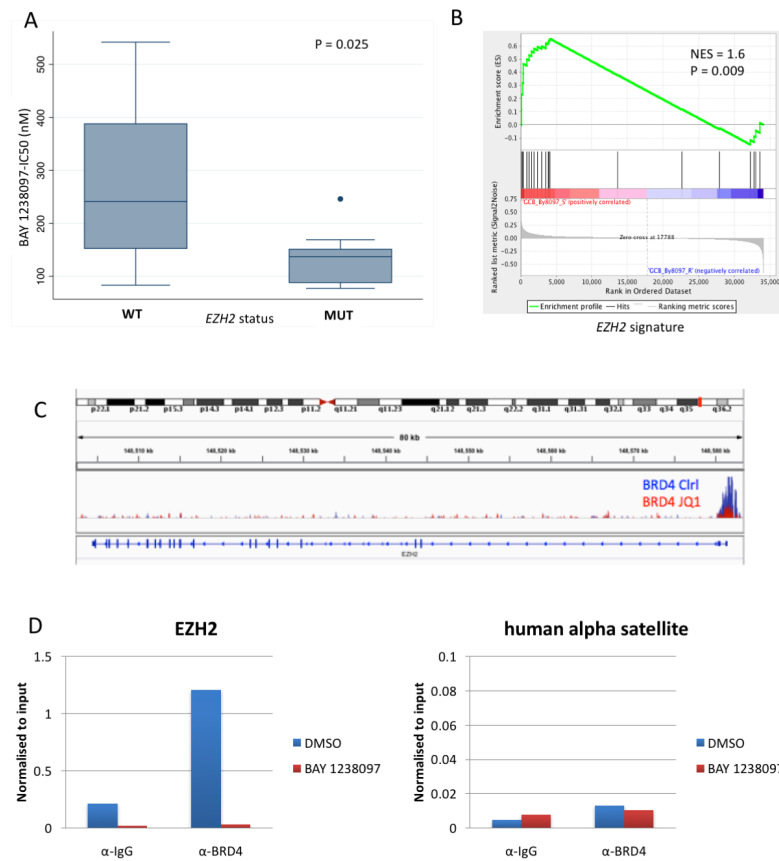 A
P = 0.025
BAY 1238097-IC50 (nM)
500
400
300
200
100
WT
EZH2 status
MUT
B
NES = 1.6
P = 0.009
Enrichment score (ES)
0.6
0.5
0.4
0.3
0.2
0.1
0.0
-0.1
Ranked list metric (Signal2Noise)
0.75
0.50
0.25
0.00
-0.25
-0.50
'GCB_By8097_S' (positively correlated)
Zero cross at 17788
'GCB_By8097_R' (negatively correlated)
0 5,000 10,000 15,000 20,000 25,000 30,000 35,000
Rank in Ordered Dataset
Enrichment profile Hits Ranking metric scores
EZH2 signature
C
p22.1 p21.2 p15.3 p14.3 p14.1 p12.3 p11.2 q11.21 q11.23 q21.12 q21.3 q22.2 q31.1 q31.31 q32.1 q33 q34 q35 q36.2
80 kb
148,510 kb 148,520 kb 148,530 kb 148,540 kb 148,550 kb 148,560 kb 148,570 kb 148,580 kb
BRD4 Clrl
BRD4 JQ1
EZH2
D
EZH2
Normalised to input
1.5
1
0.5
0
α-IgG α-BRD4
DMSO
BAY 1238097
human alpha satellite
Normalised to input
0.1
0.08
0.06
0.04
0.02
0
α-IgG α-BRD4
DMSO
BAY 1238097